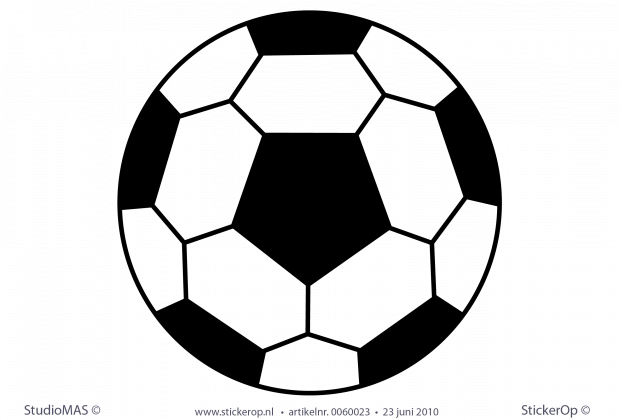 StudioMAS © www.stickerop.nl • artikelnr. 0060023 • 23 juni 2010 StickerOp ©